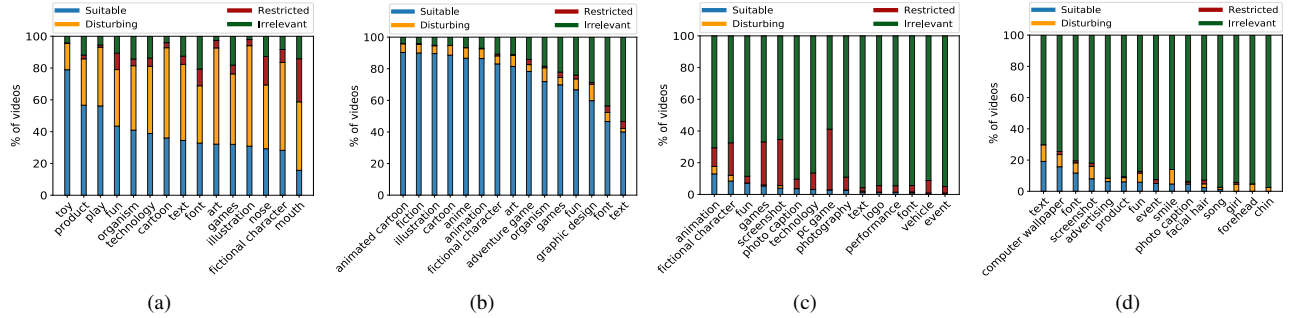 Suitable Restricted
Disturbing Irrelevant
% of videos
100
80
60
40
20
0
toy
product
play
fun
organism
technology
cartoon
text
font
art
games
illustration
nose
fictional character
mouth
(a)
Suitable Restricted
Disturbing Irrelevant
% of videos
100
80
60
40
20
0
animated cartoon
fiction
illustration
cartoon
anime
animation
fictional character
art
adventure game
organism
games
fun
graphic design
font
text
(b)
Suitable Restricted
Disturbing Irrelevant
% of videos
100
80
60
40
20
0
animation
fictional character
fun
games
screenshot
photo caption
technology
pc game
photography
text
logo
performance
font
vehicle
event
(c)
Suitable Restricted
Disturbing Irrelevant
% of videos
100
80
60
40
20
0
text
computer wallpaper
font
screenshot
advertising
product
fun
event
smile
photo caption
facial hair
song
girl
forehead
chin
(d)